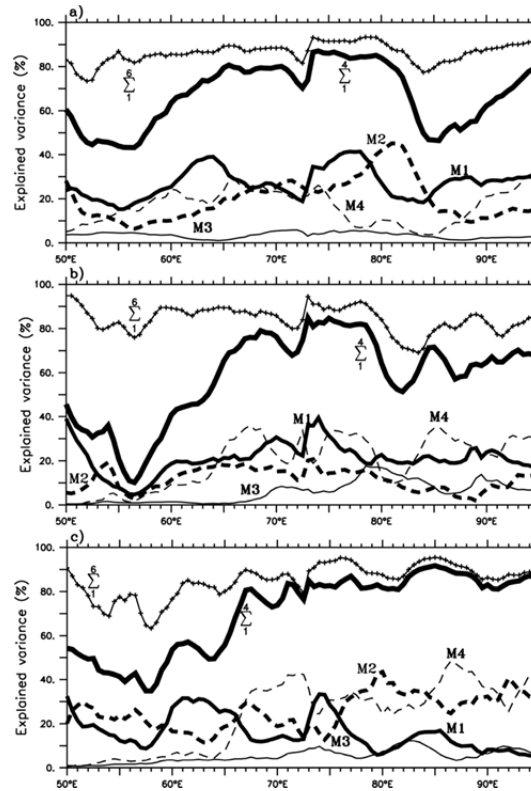 a)
100.
80.
60.
40.
20.
0.
Explained variance (%)
6
Σ
1
4
Σ
1
M2
M1
M4
M3
50°E 60°E 70°E 80°E 90°E
b)
100.
80.
60.
40.
20.
0.
Explained variance (%)
6
Σ
1
4
Σ
1
M1
M4
M2
M3
50°E 60°E 70°E 80°E 90°E
c)
100.
80.
60.
40.
20.
0.
Explained variance (%)
6
Σ
1
4
Σ
1
M4
M2
M3
M1
50°E 60°E 70°E 80°E 90°E